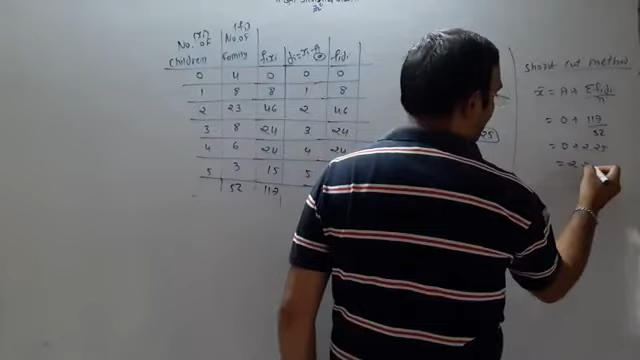 (xi) (fi)
No. of No. of
children Family fixi di=xi-A fidi
0 4 0 0 0
1 8 8 1 8
2 23 46 2 46
3 8 24 3 24
4 6 24 4 24
5 3 15 5
52 117
25
short cut method
x̄ = A + Σfidi/n
= 0 + 117/52
= 0 + 2.25
= 2.